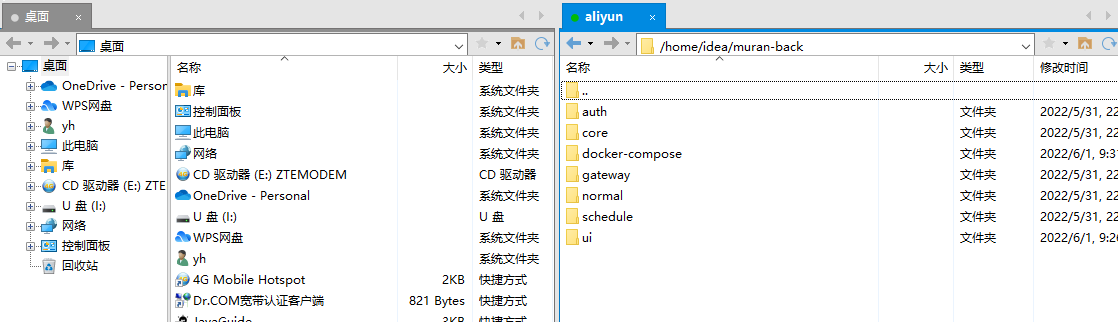 桌面
aliyun
桌面
/home/idea/muran-back
桌面
OneDrive - Personal
WPS网盘
yh
此电脑
库
CD 驱动器 (E:) ZTE
U 盘 (I:)
网络
控制面板
回收站
名称 大小 类型
库 系统文件夹
控制面板 系统文件夹
此电脑 系统文件夹
网络 系统文件夹
CD 驱动器 (E:) ZTEMODEM CD 驱动器
OneDrive - Personal 系统文件夹
U 盘 (I:) U 盘
WPS网盘 系统文件夹
yh 系统文件夹
4G Mobile Hotspot 2KB 快捷方式
Dr.COM宽带认证客户端 821 Bytes 快捷方式
JavaGuide 3KB 快捷方式
名称 大小 类型 修改时间
..
auth 文件夹 2022/5/31, 22
core 文件夹 2022/5/31, 22
docker-compose 文件夹 2022/6/1, 9:31
gateway 文件夹 2022/5/31, 22
normal 文件夹 2022/5/31, 22
schedule 文件夹 2022/5/31, 22
ui 文件夹 2022/6/1, 9:26